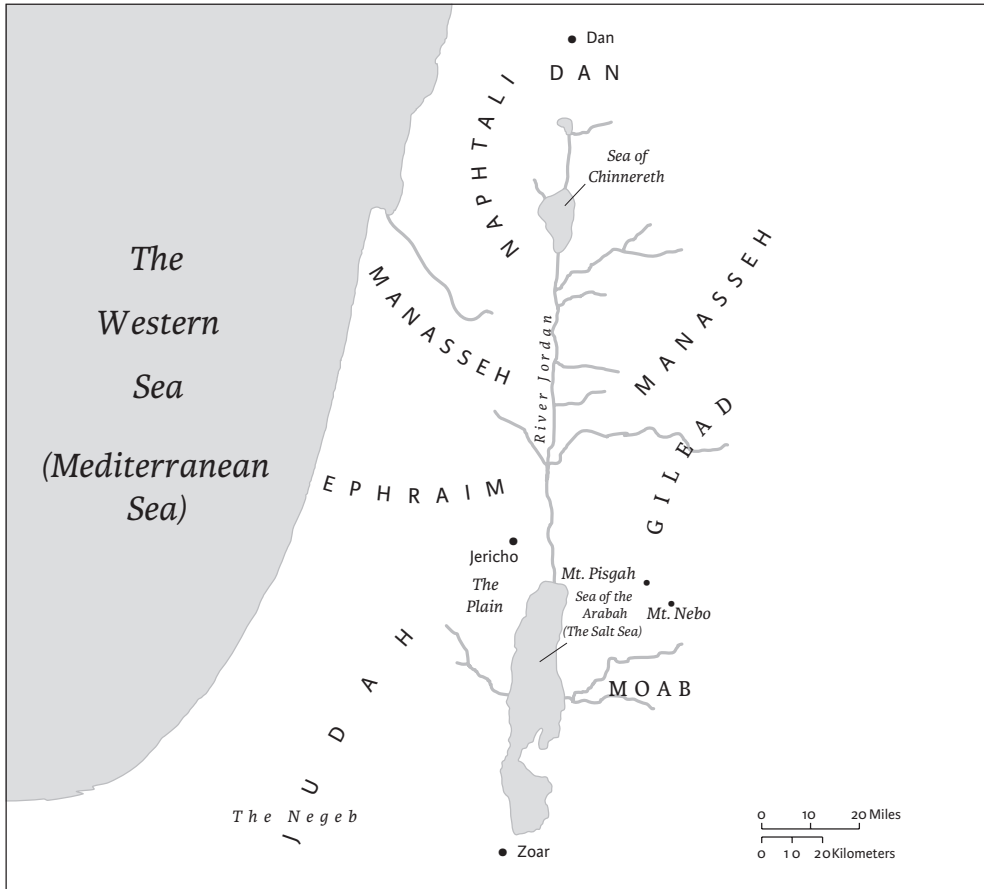 Dan
DAN
NAPHTALI
Sea of
Chinnereth
The
Western
Sea
(Mediterranean
Sea)
MANASSEH
MANASSEH
River Jordan
GILEAD
EPHRAIM
Jericho
The
Plain
Mt. Pisgah
Sea of the
Arabah
(The Salt Sea)
Mt. Nebo
JUDAH
MOAB
The Negeb
Zoar
0 10 20 Miles
0 10 20 Kilometers